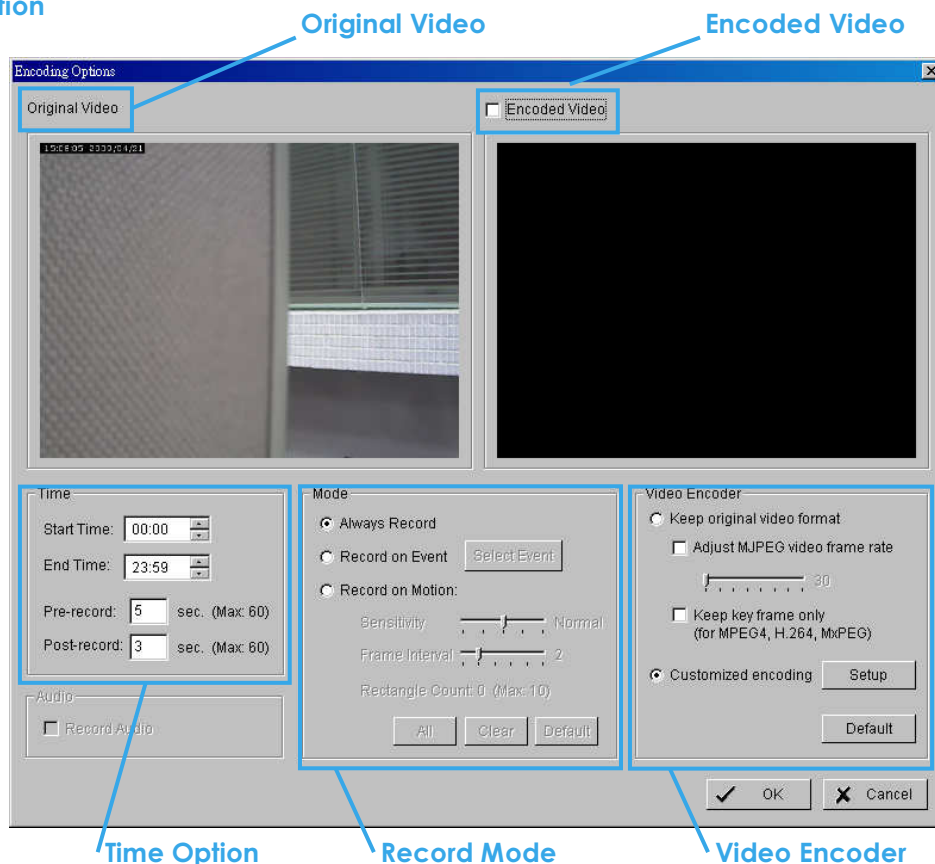 tion
Original Video
Encoded Video
Encoding Options
Original Video
Encoded Video
Time
Start Time: 00:00
End Time: 23:59
Pre-record: 5 sec. (Max: 60)
Post-record: 3 sec. (Max: 60)
Audio
Record Audio
Mode
Always Record
Record on Event Select Event
Record on Motion:
Sensitivity Normal
Frame Interval 2
Rectangle Count: 0 (Max: 10)
All Clear Default
Video Encoder
Keep original video format
Adjust MJPEG video frame rate
30
Keep key frame only
(for MPEG4, H.264, MxPEG)
Customized encoding Setup
Default
OK Cancel
Time Option
Record Mode
Video Encoder